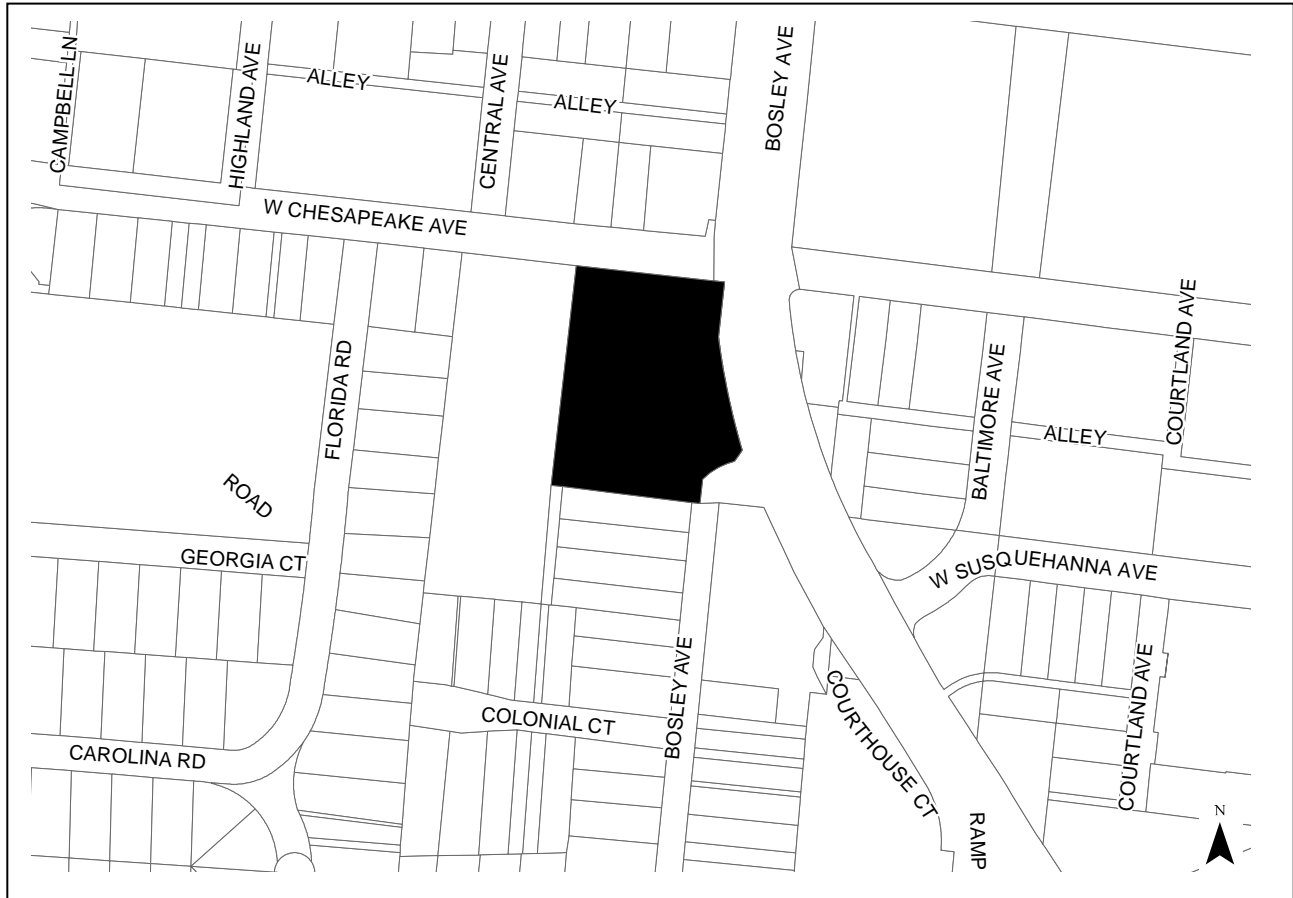 CAMPBELL LN
HIGHLAND AVE
ALLEY
CENTRAL AVE
ALLEY
BOSLEY AVE
W CHESAPEAKE AVE
FLORIDA RD
COURTLAND AVE
BALTIMORE AVE
ALLEY
ROAD
GEORGIA CT
W SUSQUEHANNA AVE
CAROLINA RD
COLONIAL CT
BOSLEY AVE
COURTHOUSE CT
COURTLAND AVE
RAMP
N